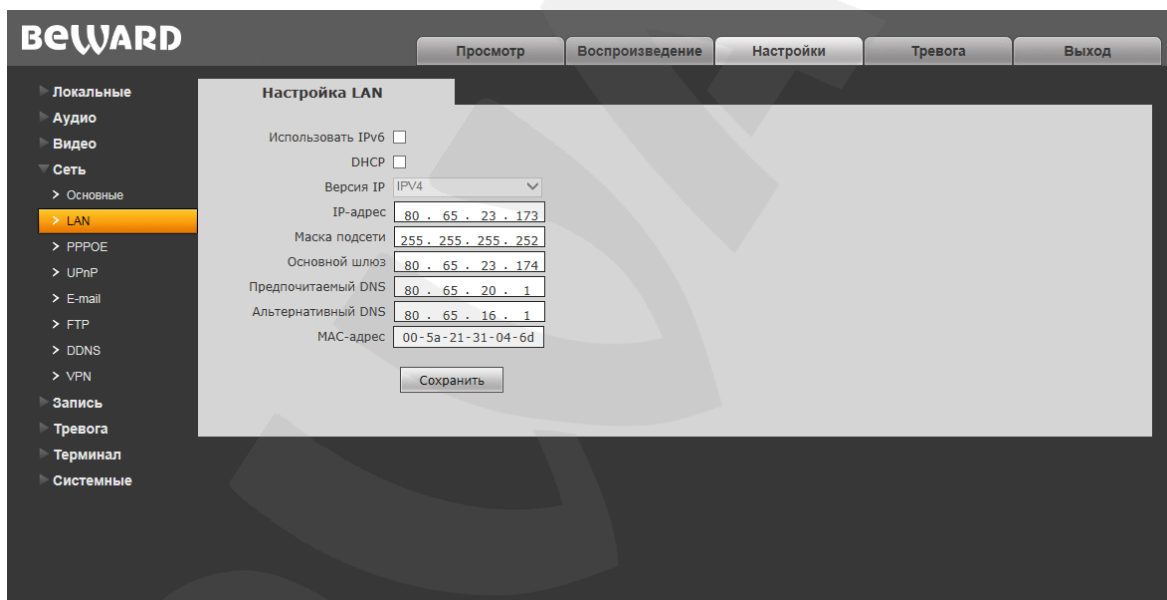 BEWARD
Просмотр Воспроизведение Настройки Тревога Выход
Локальные
Аудио
Видео
Сеть
Основные
LAN
PPPOE
UPnP
E-mail
FTP
DDNS
VPN
Запись
Тревога
Терминал
Системные
Настройка LAN
Использовать IPv6
DHCP
Версия IP IPV4
IP-адрес 80 . 65 . 23 . 173
Маска подсети 255 . 255 . 255 . 252
Основной шлюз 80 . 65 . 23 . 174
Предпочитаемый DNS 80 . 65 . 20 . 1
Альтернативный DNS 80 . 65 . 16 . 1
MAC-адрес 00-5a-21-31-04-6d
Сохранить